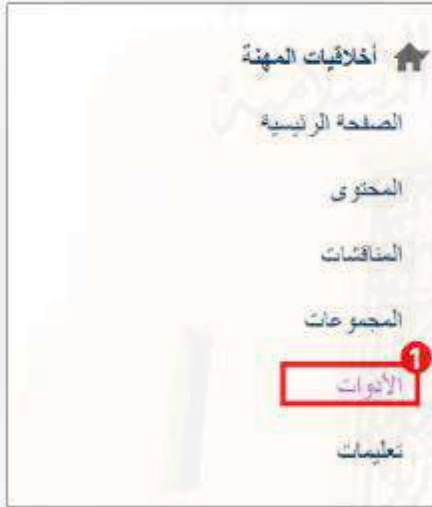 أخلاقيات المهنة
الصفحة الرئيسية
المحتوى
المناقشات
المجموعات
1
الأدوات
تعليمات